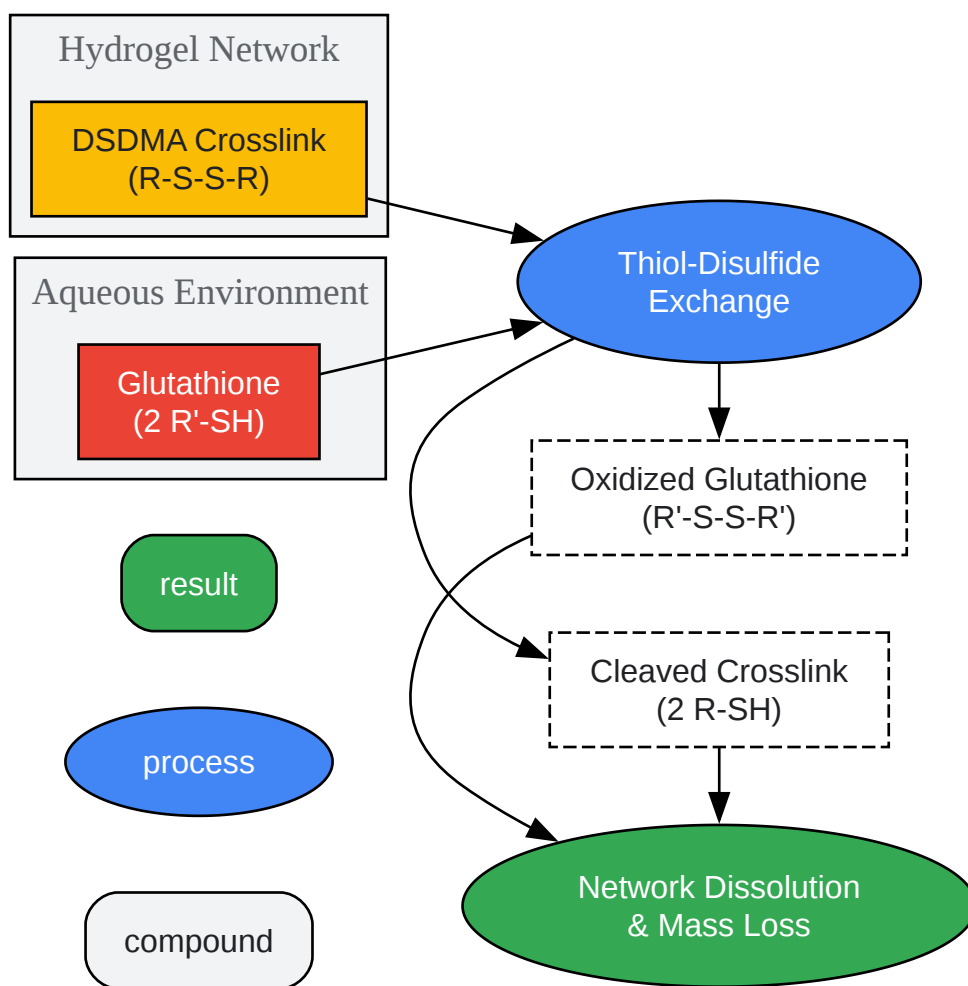 Hydrogel Network
DSDMA Crosslink
(R-S-S-R)
Aqueous Environment
Glutathione
(2 R'-SH)
Thiol-Disulfide
Exchange
Oxidized Glutathione
(R'-S-S-R')
Cleaved Crosslink
(2 R-SH)
Network Dissolution
& Mass Loss
result
process
compound